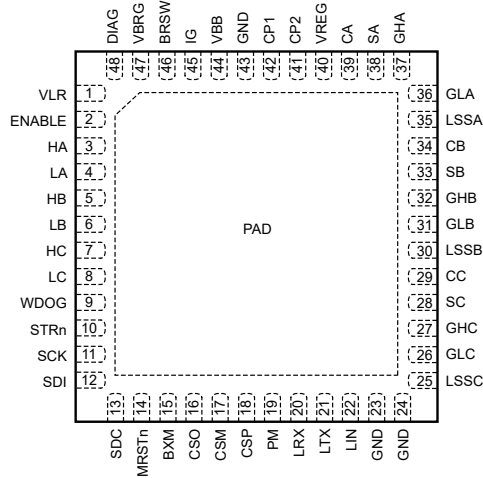 DIAG
VBRG
BRSW
IG
VBB
GND
CP1
CP2
VREG
CA
SA
GHA
48
47
46
45
44
43
42
41
40
39
38
37
VLR 1
ENABLE 2
HA 3
LA 4
HB 5
LB 6
HC 7
LC 8
WDOG 9
STRn 10
SCK 11
SDI 12
PAD
36 GLA
35 LSSA
34 CB
33 SB
32 GHB
31 GLB
30 LSSB
29 CC
28 SC
27 GHC
26 GLC
25 LSSC
13
14
15
16
17
18
19
20
21
22
23
24
SDC
MRSTn
BXM
CSO
CSM
CSP
PM
LRX
LTX
LIN
GND
GND